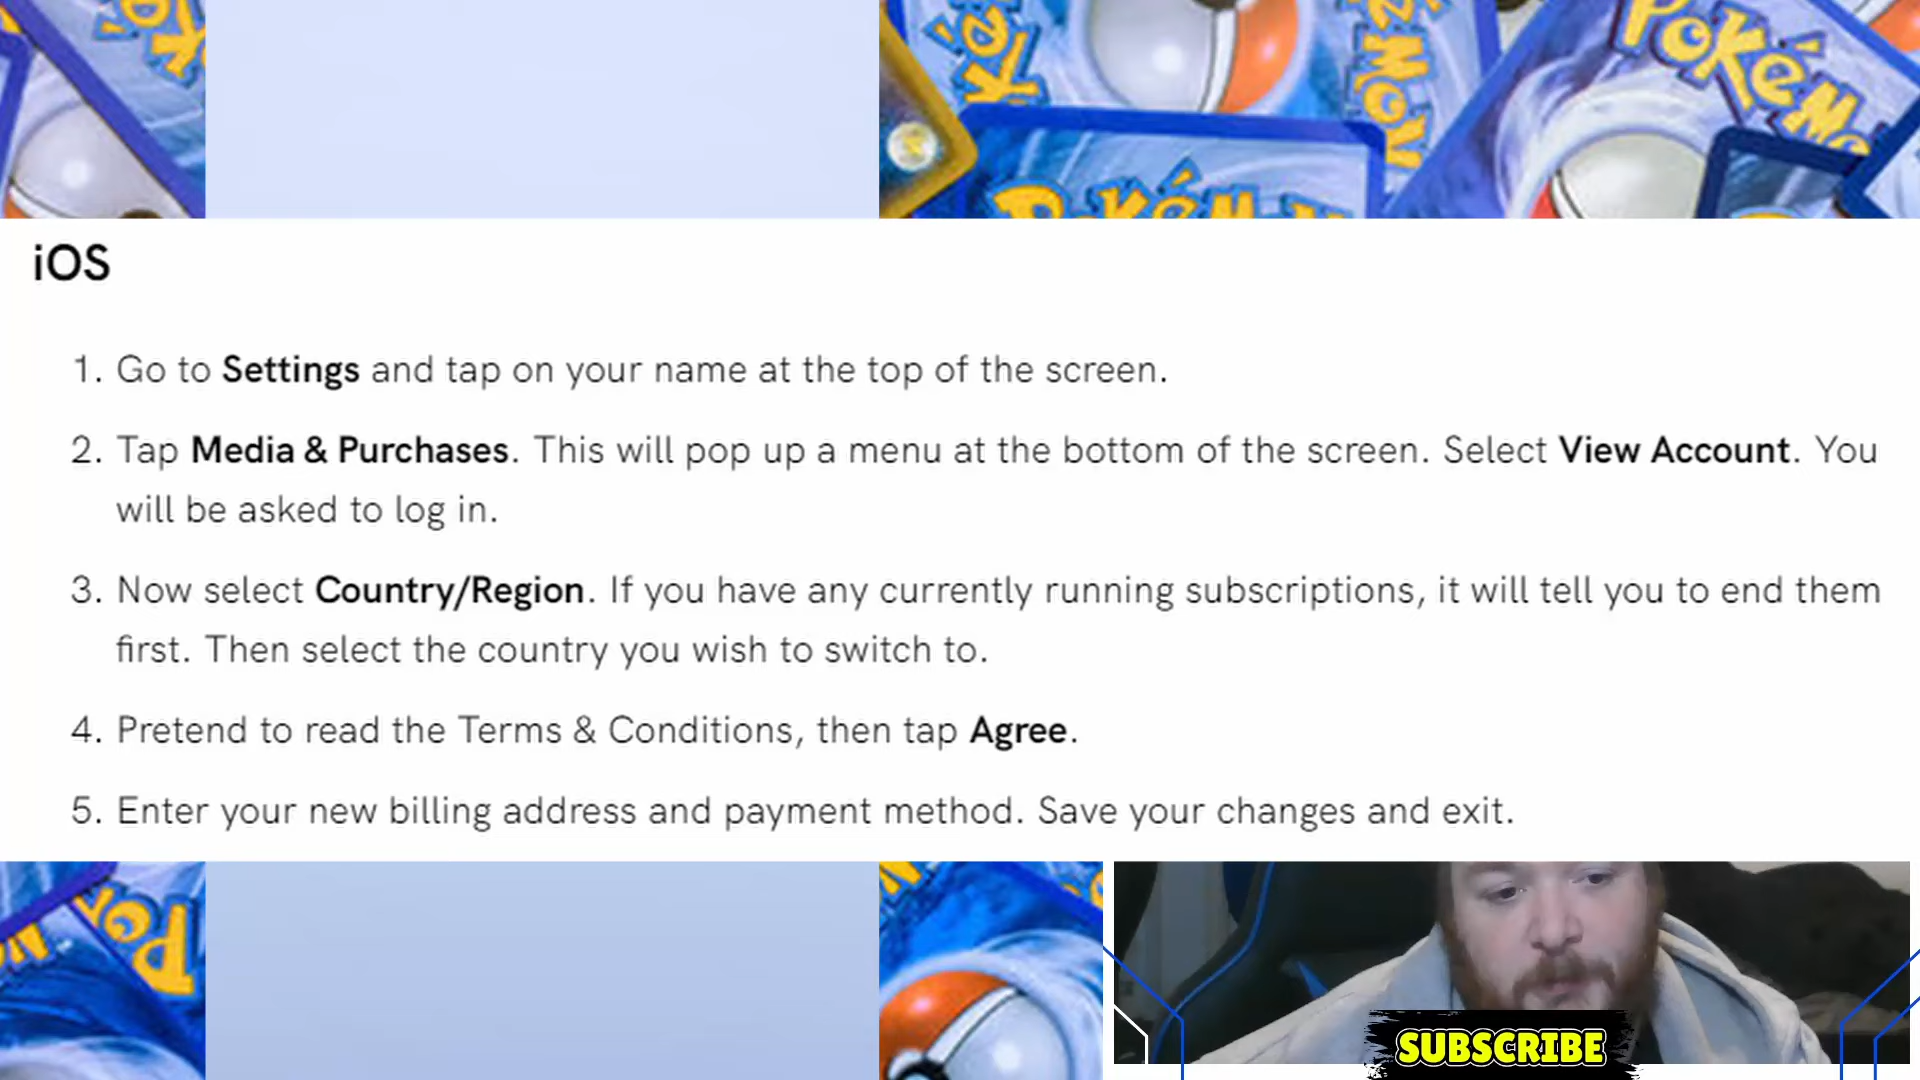 Pokémo
iOS
1. Go to Settings and tap on your name at the top of the screen.
2. Tap Media & Purchases. This will pop up a menu at the bottom of the screen. Select View Account. You
will be asked to log in.
3. Now select Country/Region. If you have any currently running subscriptions, it will tell you to end them
first. Then select the country you wish to switch to.
4. Pretend to read the Terms & Conditions, then tap Agree.
5. Enter your new billing address and payment method. Save your changes and exit.
SUBSCRIBE